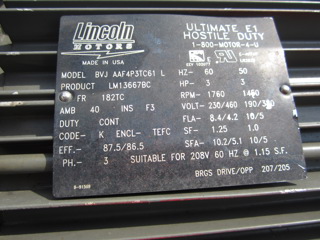 Lincoln
MOTORS
MADE IN USA
ULTIMATE E1
HOSTILE DUTY
1-800-MOTOR-4-U
MODEL BVJ AAF4P3TC61 L
PRODUCT LM13667BC
FR 182TC
AMB 40 INS F3
DUTY CONT
CODE- K ENCL- TEFC
EFF.- 87.5/86.5
PH.- 3 SUITABLE FOR 208V 60 HZ @ 1.15 S.F.
HZ- 60 50
HP- 3 3
RPM- 1760 1450
VOLT- 230/460 190/380
FLA- 8.4/4.2 10/5
SF- 1.25 1.0
SFA- 10.2/5.1 10/5
BRGS DRIVE/OPP 207/205